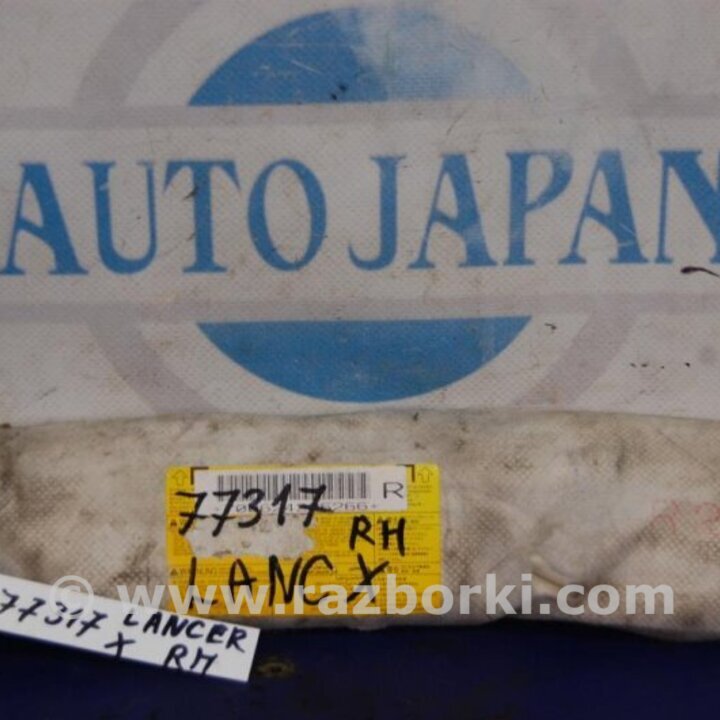 AUTO JAPAN
R
77317
RH
LANC X
© www.razborki.com
77317 LANCER
X RH